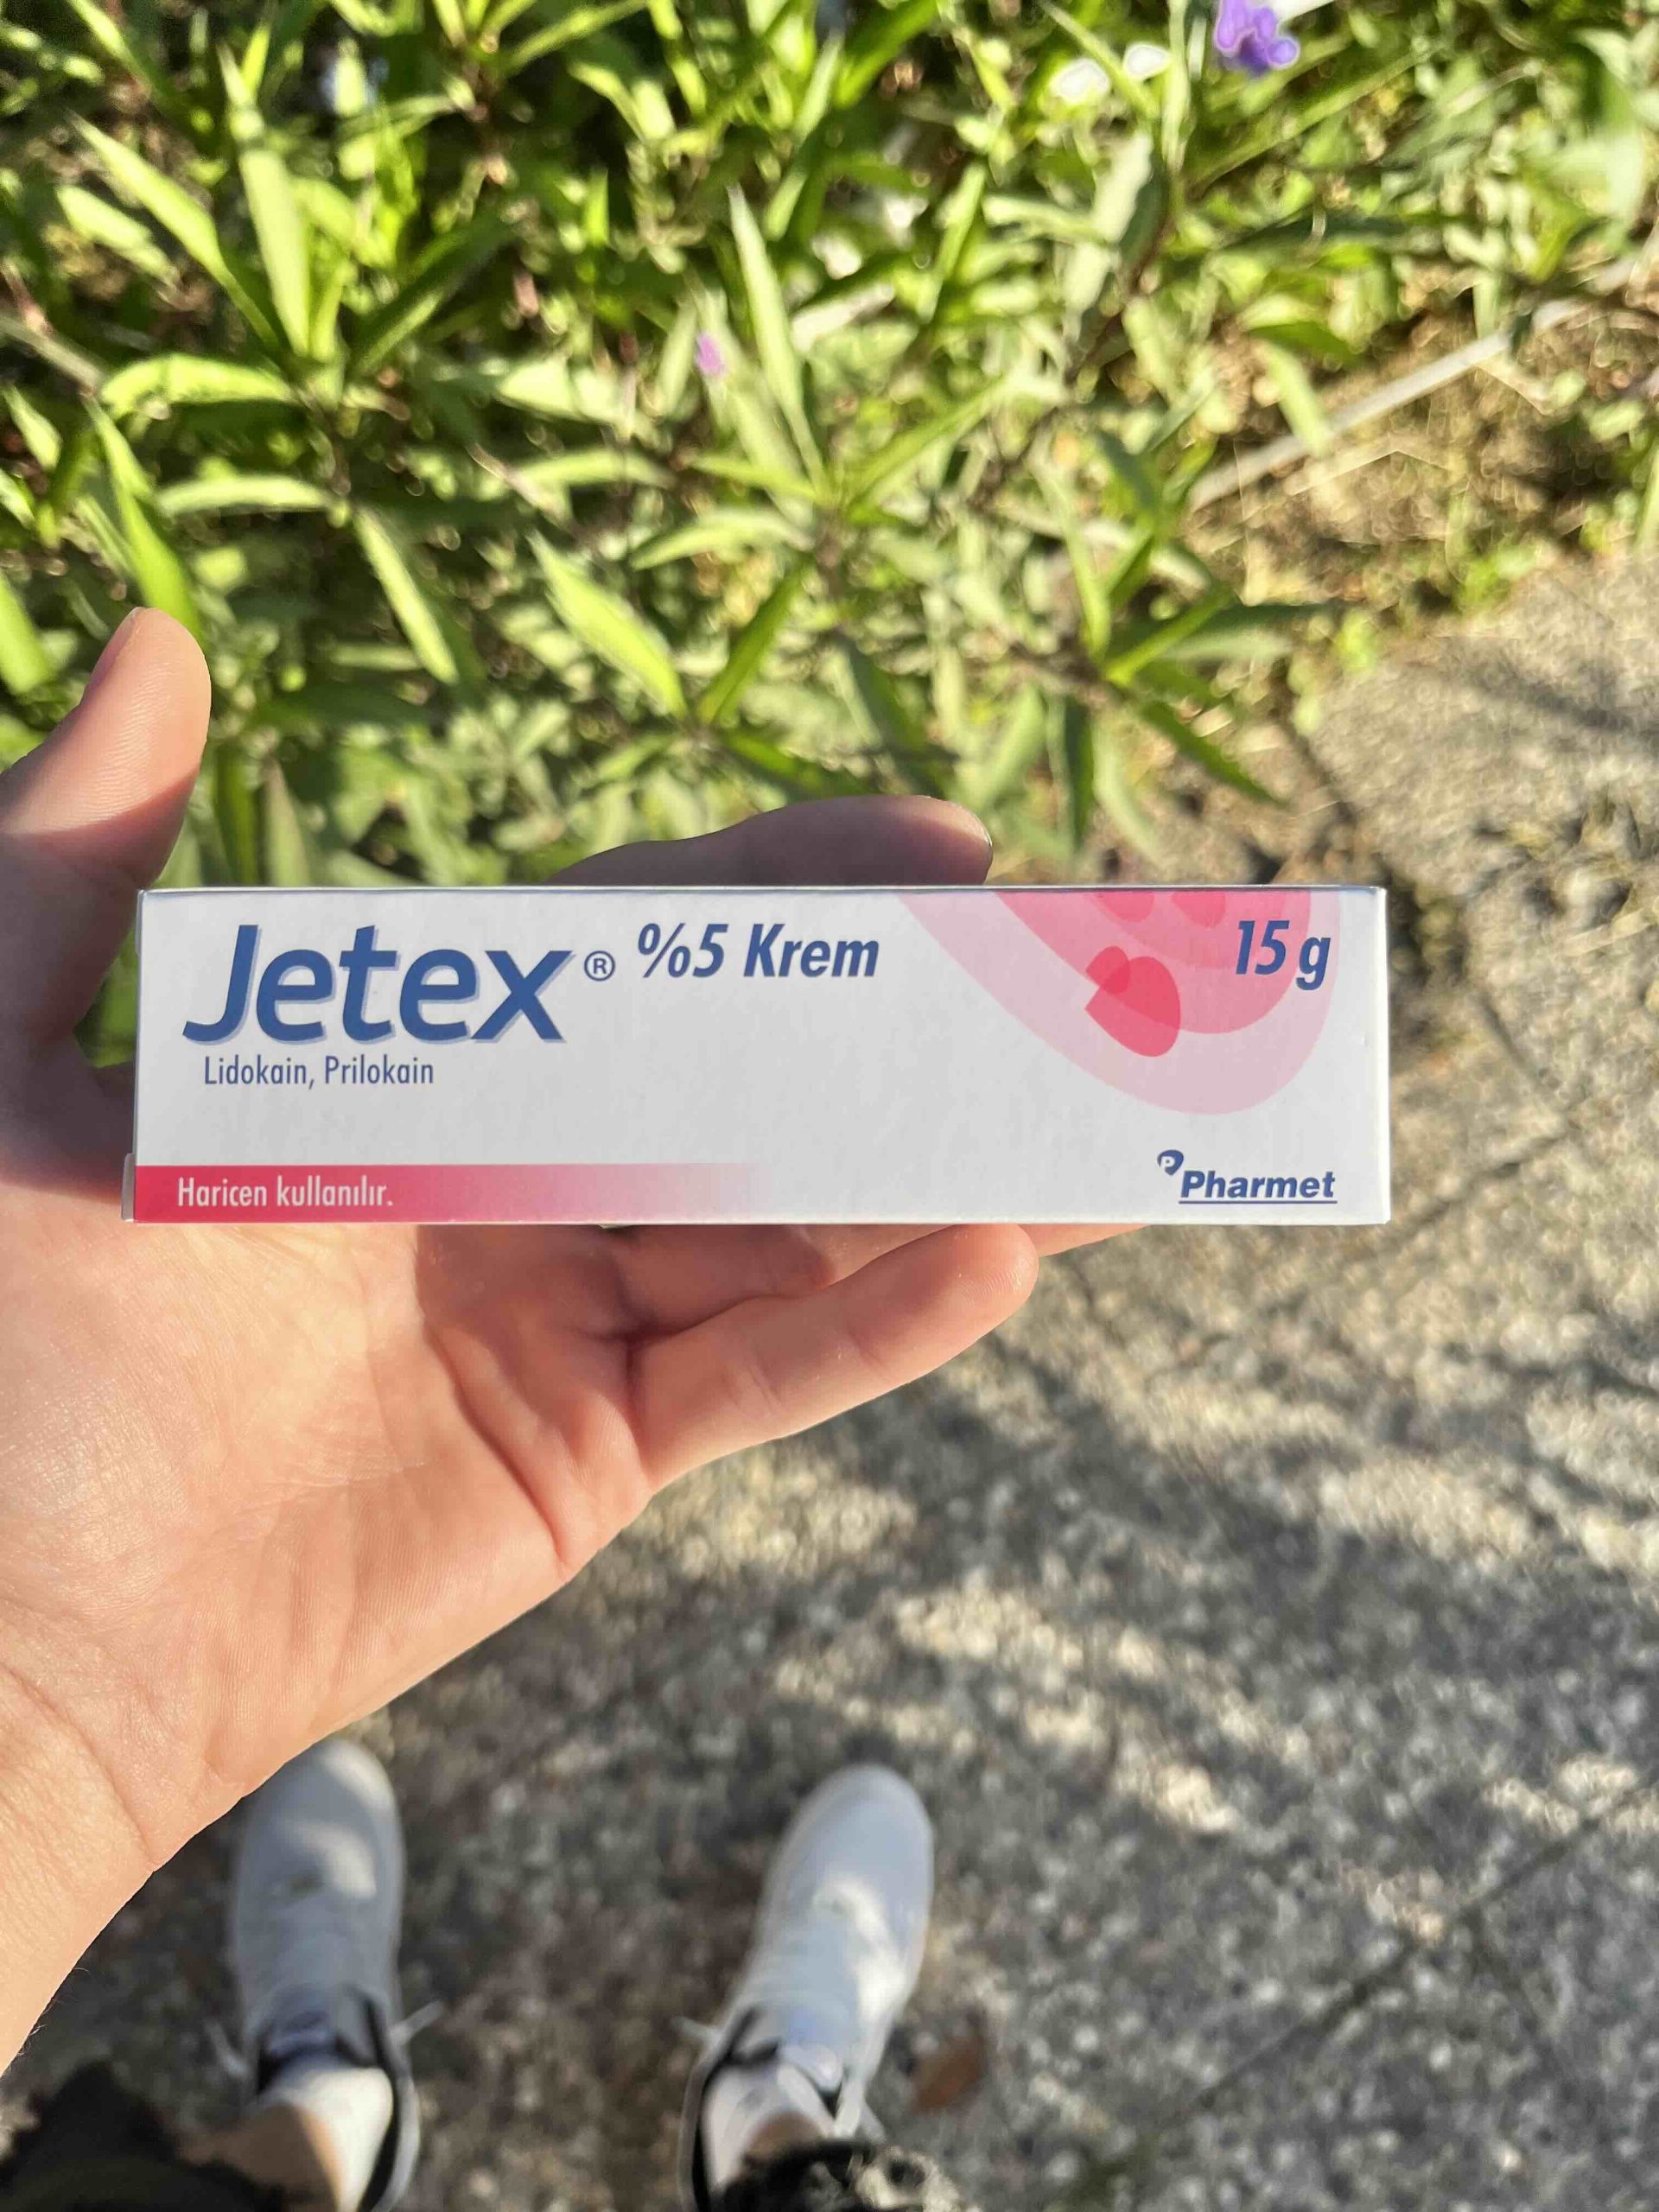 Jetex® %5 Krem
15 g
Lidokain, Prilokain
Haricen kullanılır.
Pharmet